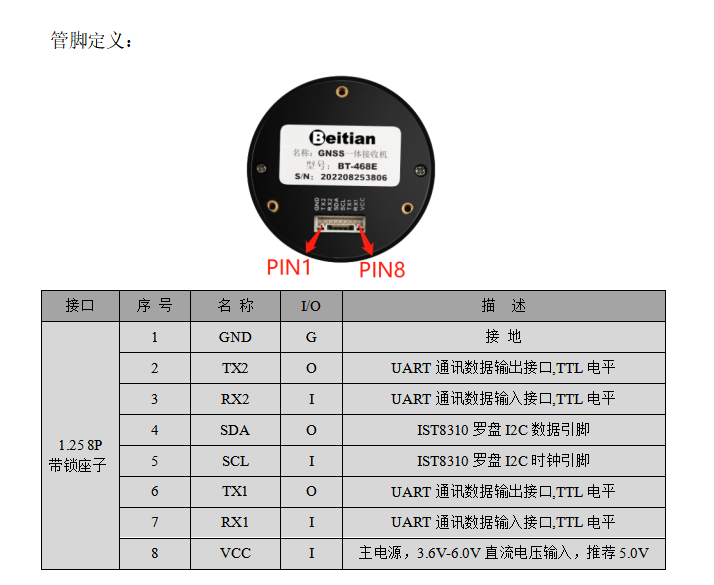 管脚定义：
Beitian
名称：GNSS一体接收机
型号：BT-468E
S/N：202208253806
GND TX2 RX2 SDA SCL TX1 RX1 VCC
PIN1 PIN8
接口 序 号 名 称 I/O 描 述
1.25 8P
带锁座子
1 GND G 接 地
2 TX2 O UART 通讯数据输出接口,TTL 电平
3 RX2 I UART 通讯数据输入接口,TTL 电平
4 SDA O IST8310 罗盘 I2C 数据引脚
5 SCL I IST8310 罗盘 I2C 时钟引脚
6 TX1 O UART 通讯数据输出接口,TTL 电平
7 RX1 I UART 通讯数据输入接口,TTL 电平
8 VCC I 主电源，3.6V-6.0V 直流电压输入，推荐 5.0V